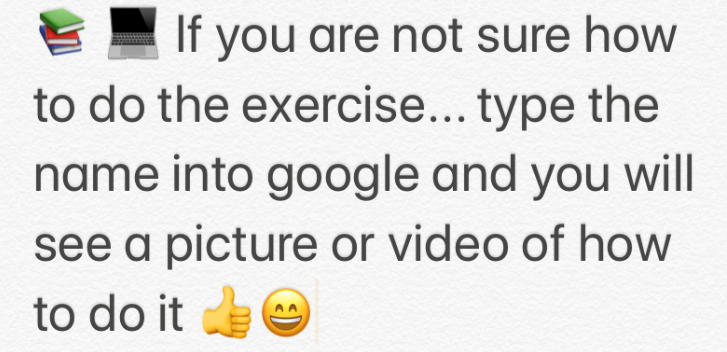 📚 💻 If you are not sure how
to do the exercise... type the
name into google and you will
see a picture or video of how
to do it 👍😄